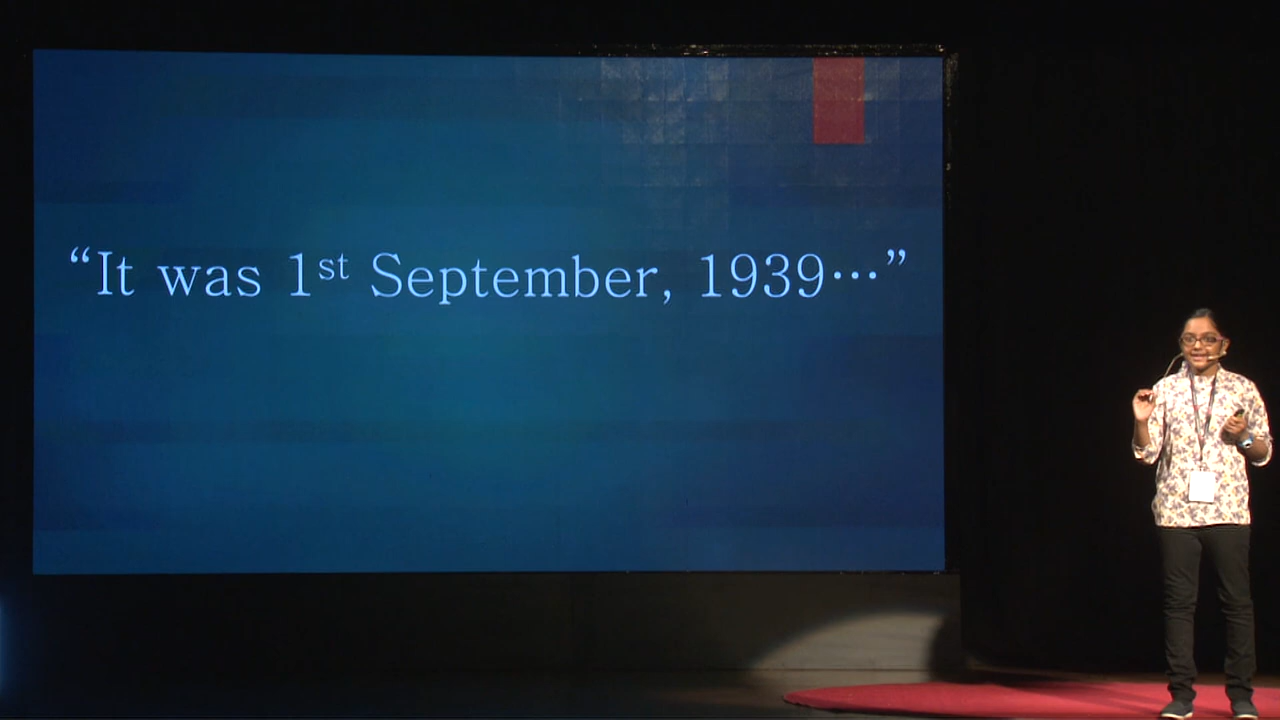 “It was 1st September, 1939…”